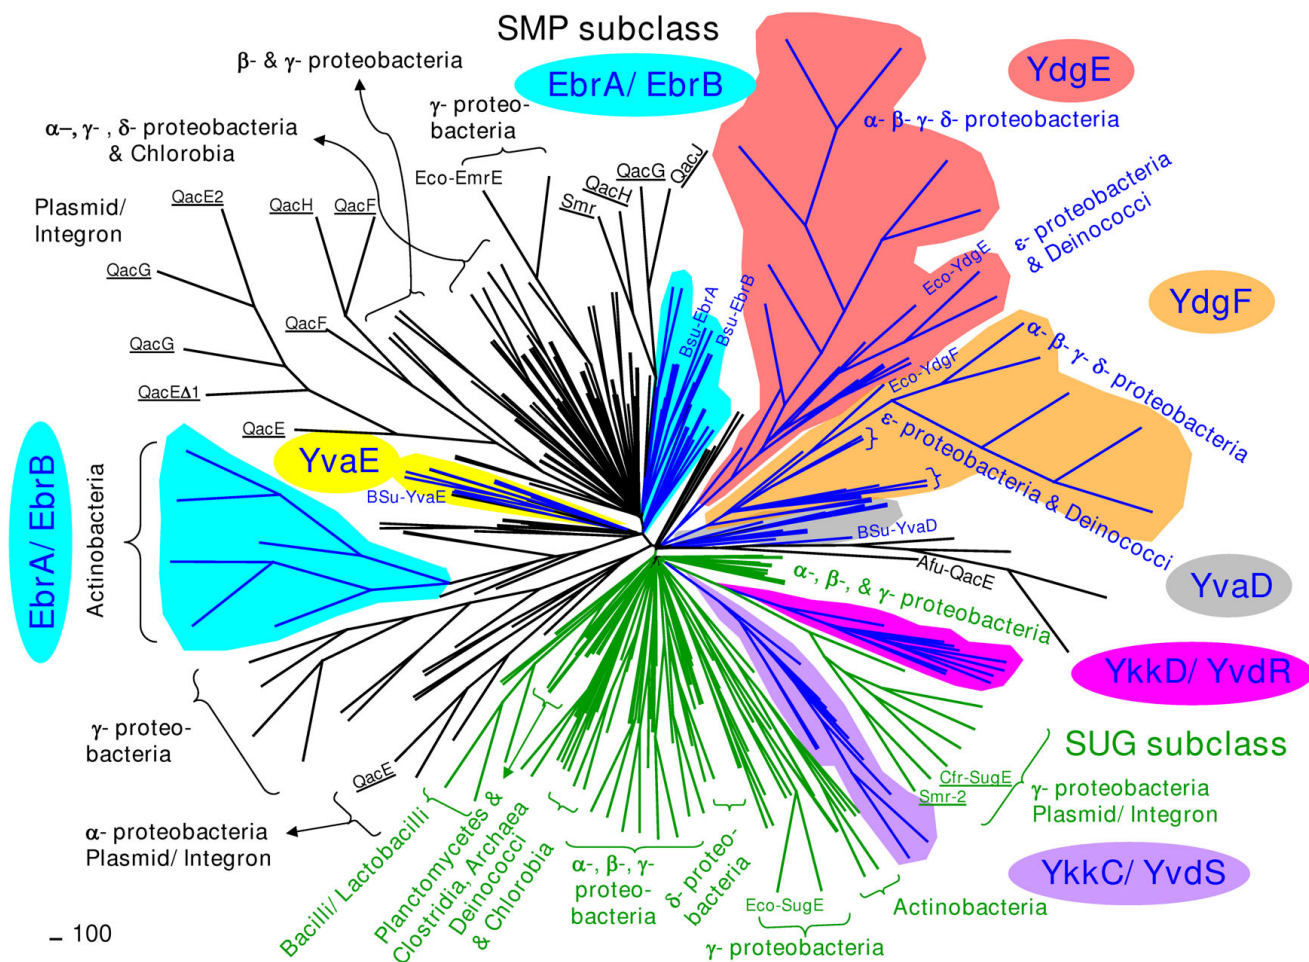 SMP subclass
EbrA/ EbrB
YdgE
β- & γ- proteobacteria
γ- proteo-
bacteria
α- β- γ- δ- proteobacteria
α–, γ- , δ- proteobacteria
& Chlorobia
Eco-EmrE
Smr
QacH
QacG
QacJ
ε- proteobacteria
& Deinococci
Plasmid/
Integron
QacE2
QacH
QacF
QacG
QacF
QacG
QacEΔ1
QacE
Bsu-EbrA
Bsu-EbrB
Eco-YdgE
YdgF
Eco-YdgF
α- β- γ- δ- proteobacteria
ε- proteobacteria & Deinococci
EbrA/ EbrB
Actinobacteria
YvaE
BSu-YvaE
BSu-YvaD
Afu-QacE
YvaD
α-, β-, & γ- proteobacteria
YkkD/ YvdR
γ- proteo-
bacteria
QacE
α- proteobacteria
Plasmid/ Integron
SUG subclass
Cfr-SugE
Smr-2
γ- proteobacteria
Plasmid/ Integron
YkkC/ YvdS
Bacilli/ Lactobacilli
Planctomycetes &
Clostridia, Archaea
Deinococci
& Chlorobia
α-, β-, γ-
proteo-
bacteria
δ- proteo-
bacteria
Eco-SugE
γ- proteobacteria
Actinobacteria
– 100